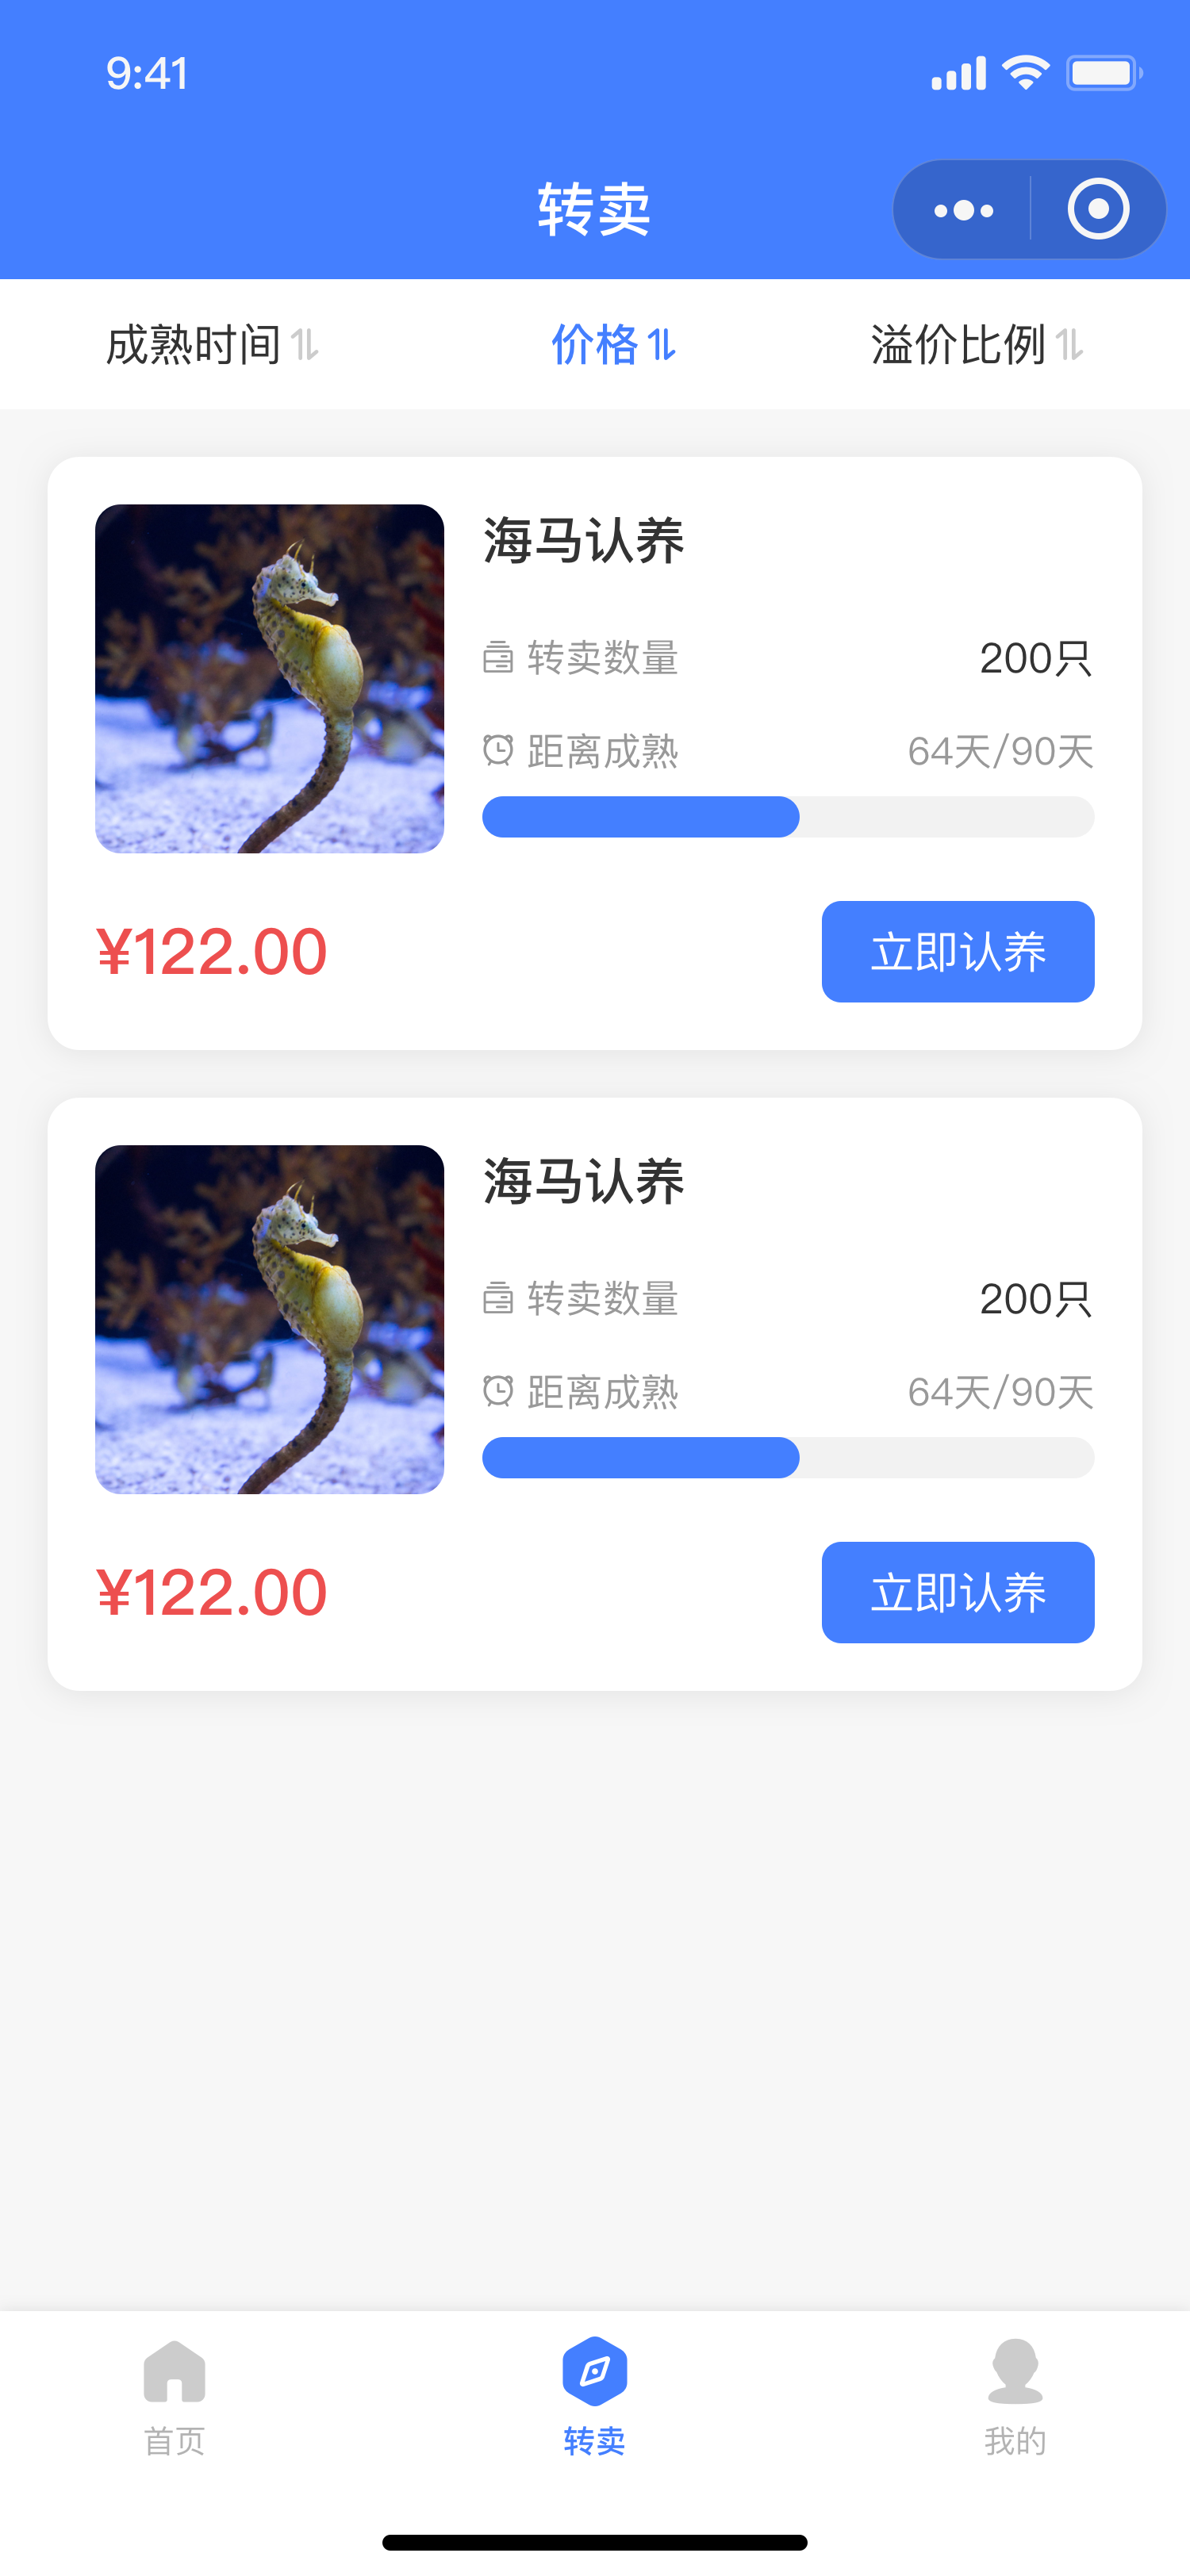 9:41
转卖
成熟时间 价格 溢价比例
海马认养
转卖数量 200只
距离成熟 64天/90天
¥122.00 立即认养
海马认养
转卖数量 200只
距离成熟 64天/90天
¥122.00 立即认养
首页 转卖 我的